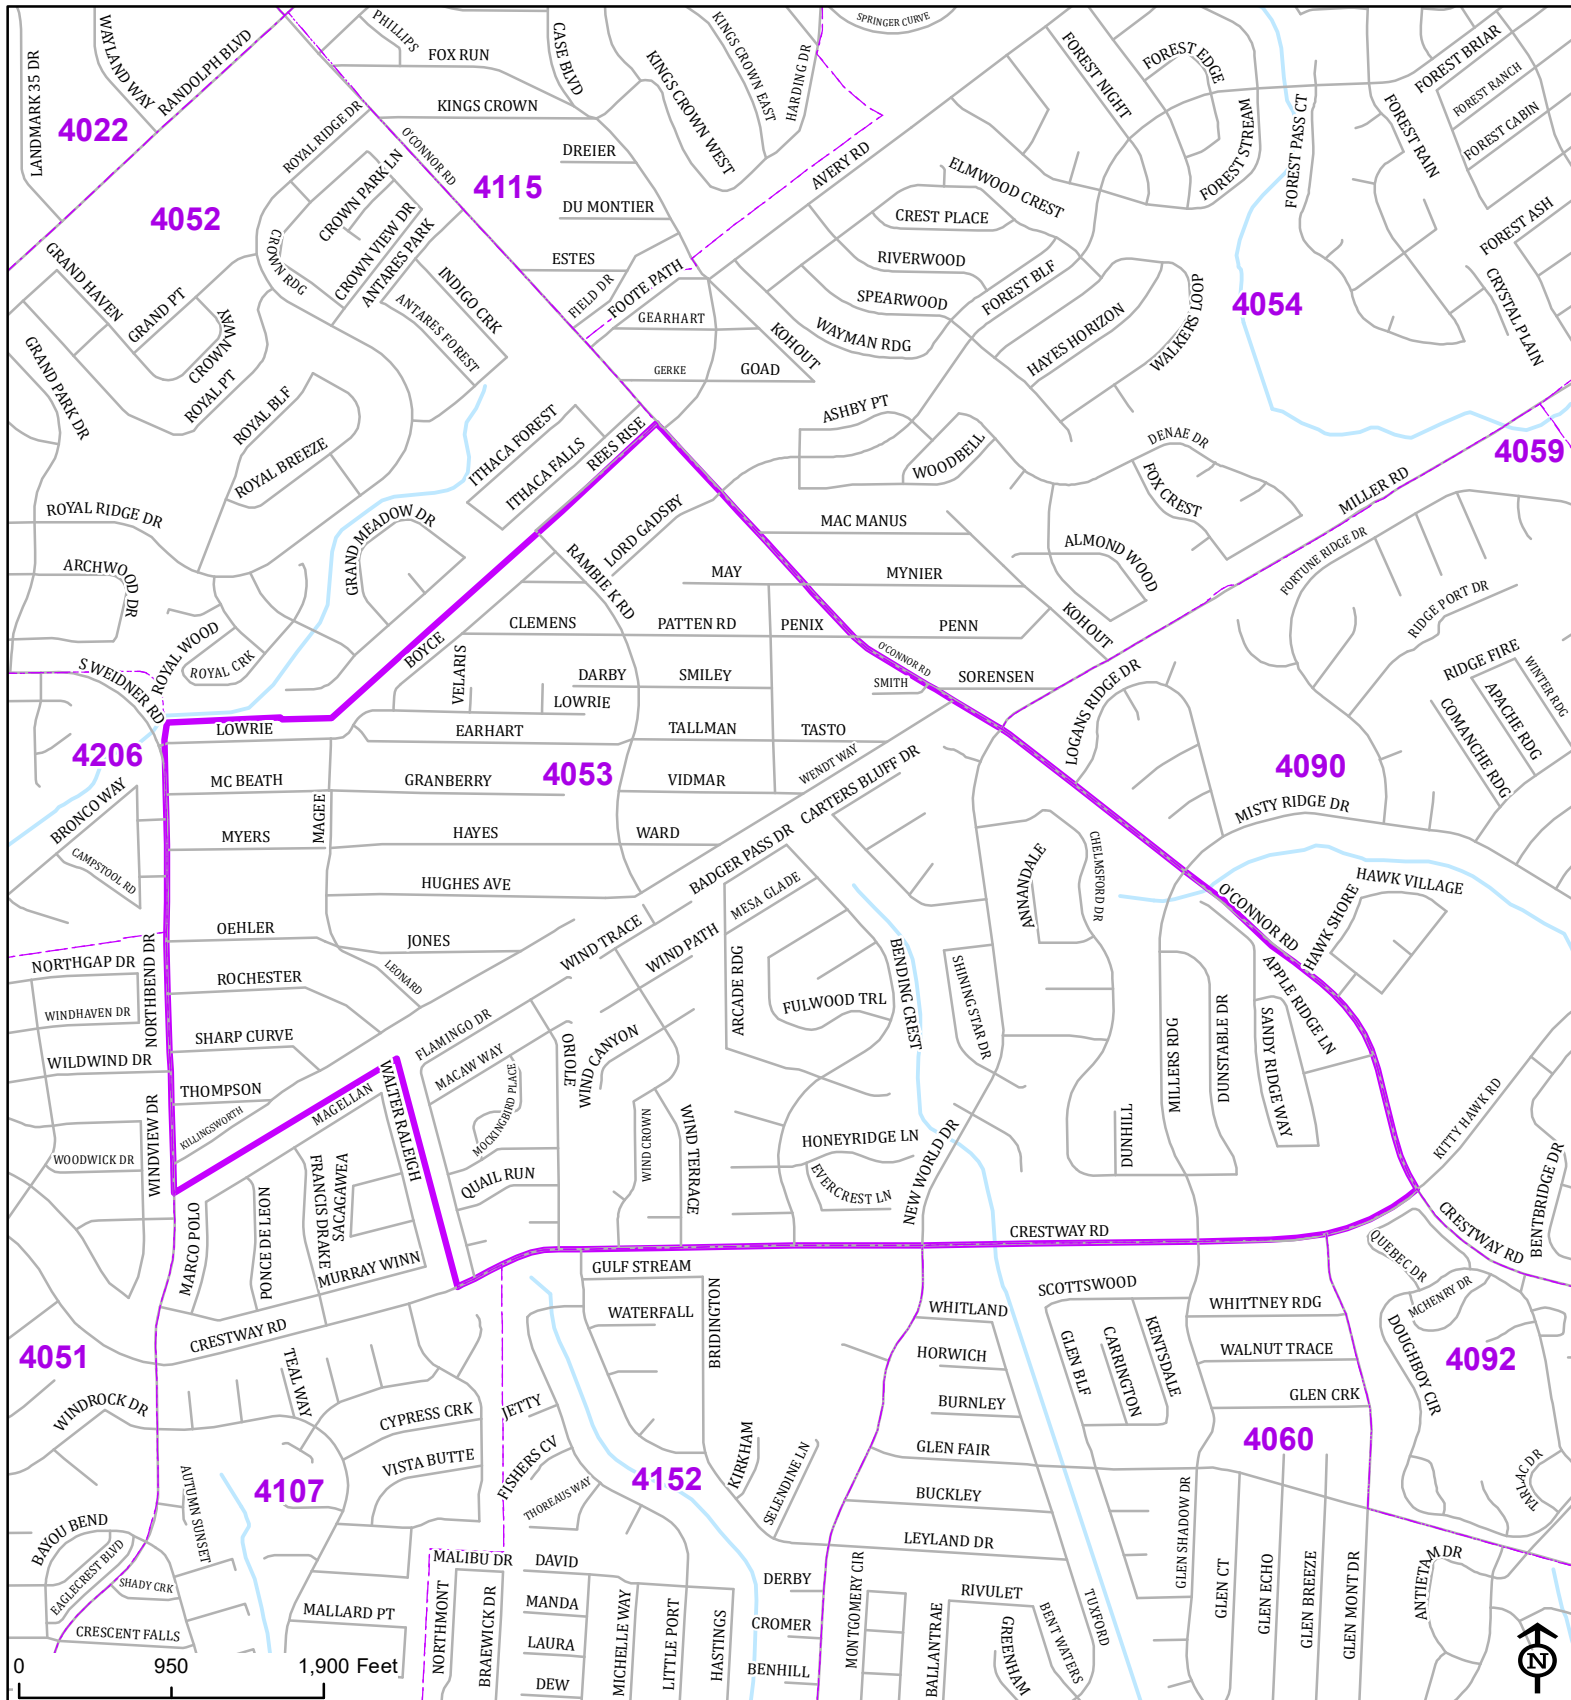 LANDMARK 35 DR
WAYLAND WAY
RANDOLPH BLVD
PHILLIPS
FOX RUN
CASE BLVD
KINGS CROWN WEST
KINGS CROWN EAST
HARDING DR
SPRINGER CURVE
FOREST NIGHT
FOREST EDGE
FOREST STREAM
FOREST PASS CT
FOREST RAIN
FOREST BRIAR
FOREST RANCH
FOREST CABIN
FOREST ASH
CRYSTAL PLAIN
4022
KINGS CROWN
ROYAL RIDGE DR
O'CONNOR RD
4115
DREIER
DU MONTIER
ESTES
FIELD DR
FOOTE PATH
AVERY RD
ELMWOOD CREST
CREST PLACE
RIVERWOOD
SPEARWOOD
WAYMAN RDG
FOREST BLF
HAYES HORIZON
WALKERS LOOP
4054
4052
CROWN PARK LN
CROWN VIEW DR
ANTARES PARK
CROWN RDG
INDIGO CRK
ANTARES FOREST
GRAND HAVEN
GRAND PT
CROWN WAY
ROYAL PT
GRAND PARK DR
ROYAL BLF
ROYAL BREEZE
GEARHART
KOHOUT
GERKE
GOAD
ASHBY PT
WOODBELL
DENAE DR
FOX CREST
4059
MILLER RD
ITHACA FOREST
ITHACA FALLS
REES RISE
ROYAL RIDGE DR
GRAND MEADOW DR
LORD GADSBY
RAMBIE K RD
MAC MANUS
ALMOND WOOD
FORTUNE RIDGE DR
RIDGE PORT DR
ARCHWOOD DR
MAY
MYNIER
KOHOUT
ROYAL WOOD
ROYAL CRK
S WEIDNER RD
BOYCE
VELARIS
CLEMENS
PATTEN RD
PENIX
PENN
O'CONNOR RD
SMITH
SORENSEN
DARBY
SMILEY
LOWRIE
LOGANS RIDGE DR
RIDGE FIRE
WINTER RDG
APACHE RDG
COMANCHE RDG
4206
LOWRIE
EARHART
TALLMAN
TASTO
4053
4090
MC BEATH
GRANBERRY
VIDMAR
WENDT WAY
CARTERS BLUFF DR
MISTY RIDGE DR
BRONCO WAY
CAMPSTOOL RD
MYERS
MAGEE
HAYES
WARD
BADGER PASS DR
MESA GLADE
ANNANDALE
CHELMSFORD DR
HUGHES AVE
HAWK VILLAGE
HAWK SHORE
O'CONNOR RD
OEHLER
JONES
LEONARD
WIND TRACE
WIND PATH
ARCADE RDG
FULWOOD TRL
BENDING CREST
SHINING STAR DR
APPLE RIDGE LN
NORTHGAP DR
NORTHBEND DR
ROCHESTER
WINDHAVEN DR
WILDWIND DR
SHARP CURVE
FLAMINGO DR
MACAW WAY
ORIOLE
WIND CANYON
MILLERS RDG
DUNSTABLE DR
SANDY RIDGE WAY
THOMPSON
KILLINGSWORTH
MAGELLAN
WALTER RALEIGH
MOCKINGBIRD PLACE
WIND CROWN
WIND TERRACE
WINDVIEW DR
WOODWICK DR
HONEYRIDGE LN
EVERCREST LN
NEW WORLD DR
DUNHILL
KITTY HAWK RD
FRANCIS DRAKE
SACAGAWEA
QUAIL RUN
MARCO POLO
PONCE DE LEON
MURRAY WINN
CRESTWAY RD
CRESTWAY RD
BENTBRIDGE DR
QUEBEC DR
MCHENRY DR
GULF STREAM
SCOTTSWOOD
WHITLAND
WHITTNEY RDG
WATERFALL
BRIDINGTON
CRESTWAY RD
4051
DOUGHBOY CIR
4092
HORWICH
GLEN BLF
CARRINGTON
KENTSDALE
WALNUT TRACE
TEAL WAY
WINDROCK DR
CYPRESS CRK
JETTY
BURNLEY
GLEN CRK
VISTA BUTTE
FISHERS CV
KIRKHAM
SELENDINE LN
GLEN FAIR
4060
4107
4152
THOREAUS WAY
BUCKLEY
TARLAC DR
AUTUMN SUNSET
BAYOU BEND
LEYLAND DR
GLEN SHADOW DR
ANTIETAM DR
EAGLECREST BLVD
SHADY CRK
MALIBU DR
DAVID
DERBY
MONTGOMERY CIR
RIVULET
TUXFORD
GLEN CT
GLEN ECHO
GLEN BREEZE
GLEN MONT DR
MALLARD PT
NORTHMONT
BRAEWICK DR
MANDA
MICHELLE WAY
LITTLE PORT
HASTINGS
CROMER
BALLANTRAE
GREENHAM
BENT WATERS
CRESCENT FALLS
LAURA
BENHILL
DEW
0 950 1,900 Feet
N